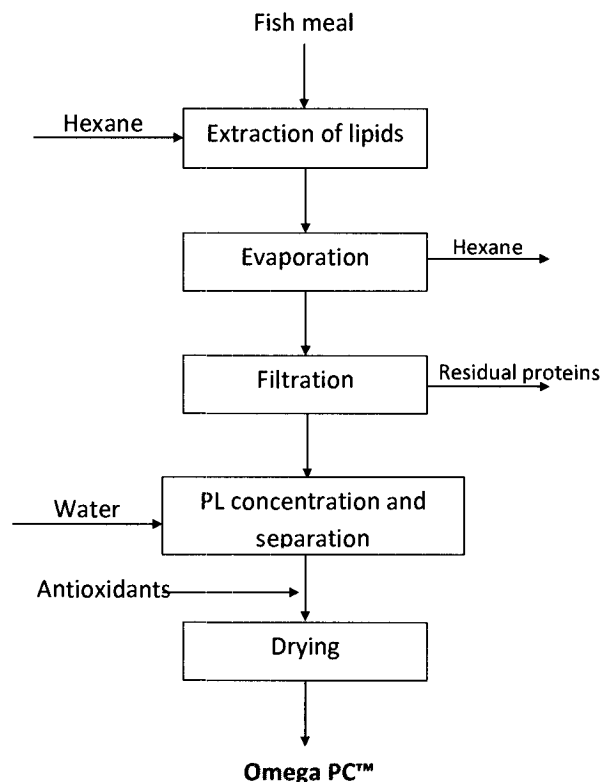 Fish meal
Hexane
Extraction of lipids
Evaporation
Hexane
Filtration
Residual proteins
Water
PL concentration and
separation
Antioxidants
Drying
Omega PC™